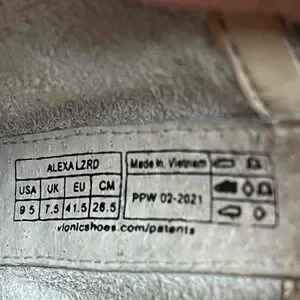 ALEXA LZRD
Made in Vietnam
USA UK EU CM
9 5 7.5 41.5 26.5
PPW 02-2021
vionicshoes.com/patents